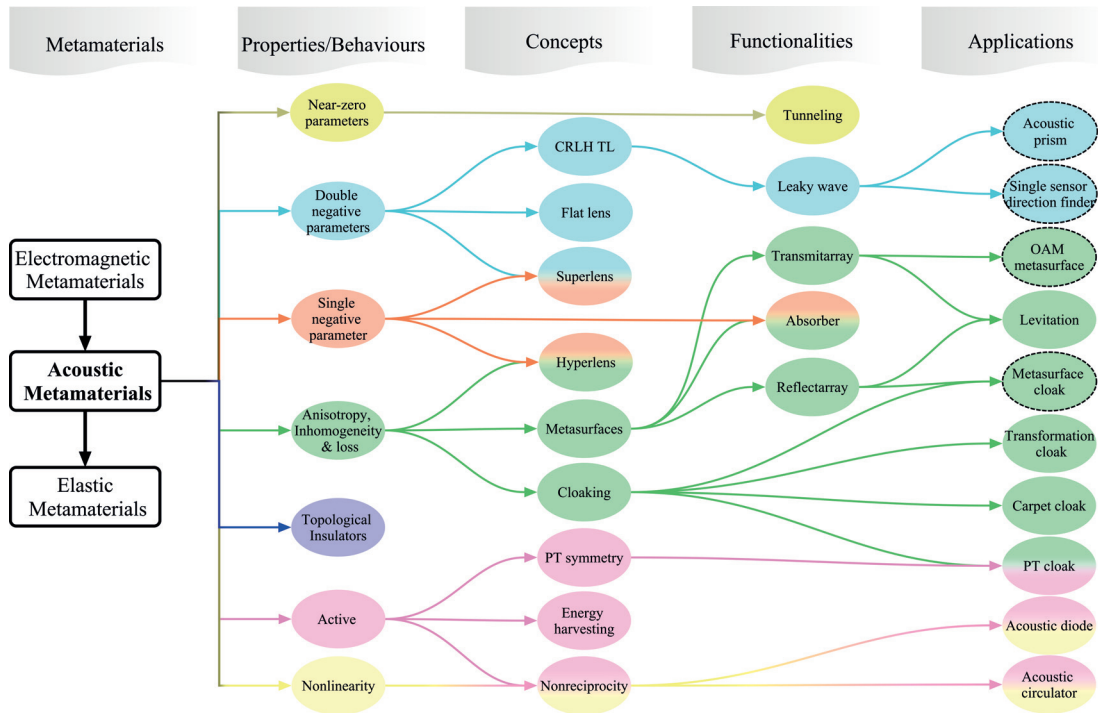 Metamaterials
Properties/Behaviours
Concepts
Functionalities
Applications
Electromagnetic
Metamaterials
Acoustic
Metamaterials
Elastic
Metamaterials
Near-zero
parameters
Double
negative
parameters
Single
negative
parameter
Anisotropy,
Inhomogeneity
& loss
Topological
Insulators
Active
Nonlinearity
CRLH TL
Flat lens
Superlens
Hyperlens
Metasurfaces
Cloaking
PT symmetry
Energy
harvesting
Nonreciprocity
Tunneling
Leaky wave
Transmitarray
Absorber
Reflectarray
Acoustic
prism
Single sensor
direction finder
OAM
metasurface
Levitation
Metasurface
cloak
Transformation
cloak
Carpet cloak
PT cloak
Acoustic diode
Acoustic
circulator